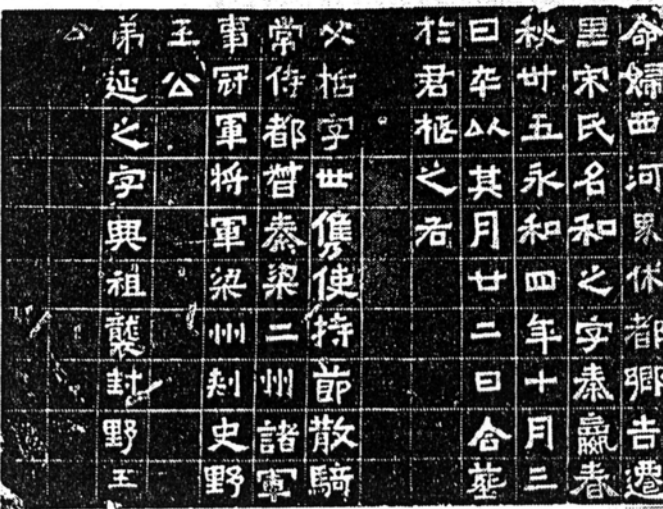 命婦西河界休都鄉吉遷
里宋氏名和之字秦嬴春
秋卅五永和四年十月三
日卒以其月廿二日合葬
於君柩之右
父哲字世儁使持節散騎
常侍都督秦梁二州諸軍
事冠軍將軍梁州刺史野
王公
弟延之字興祖襲封野王
公